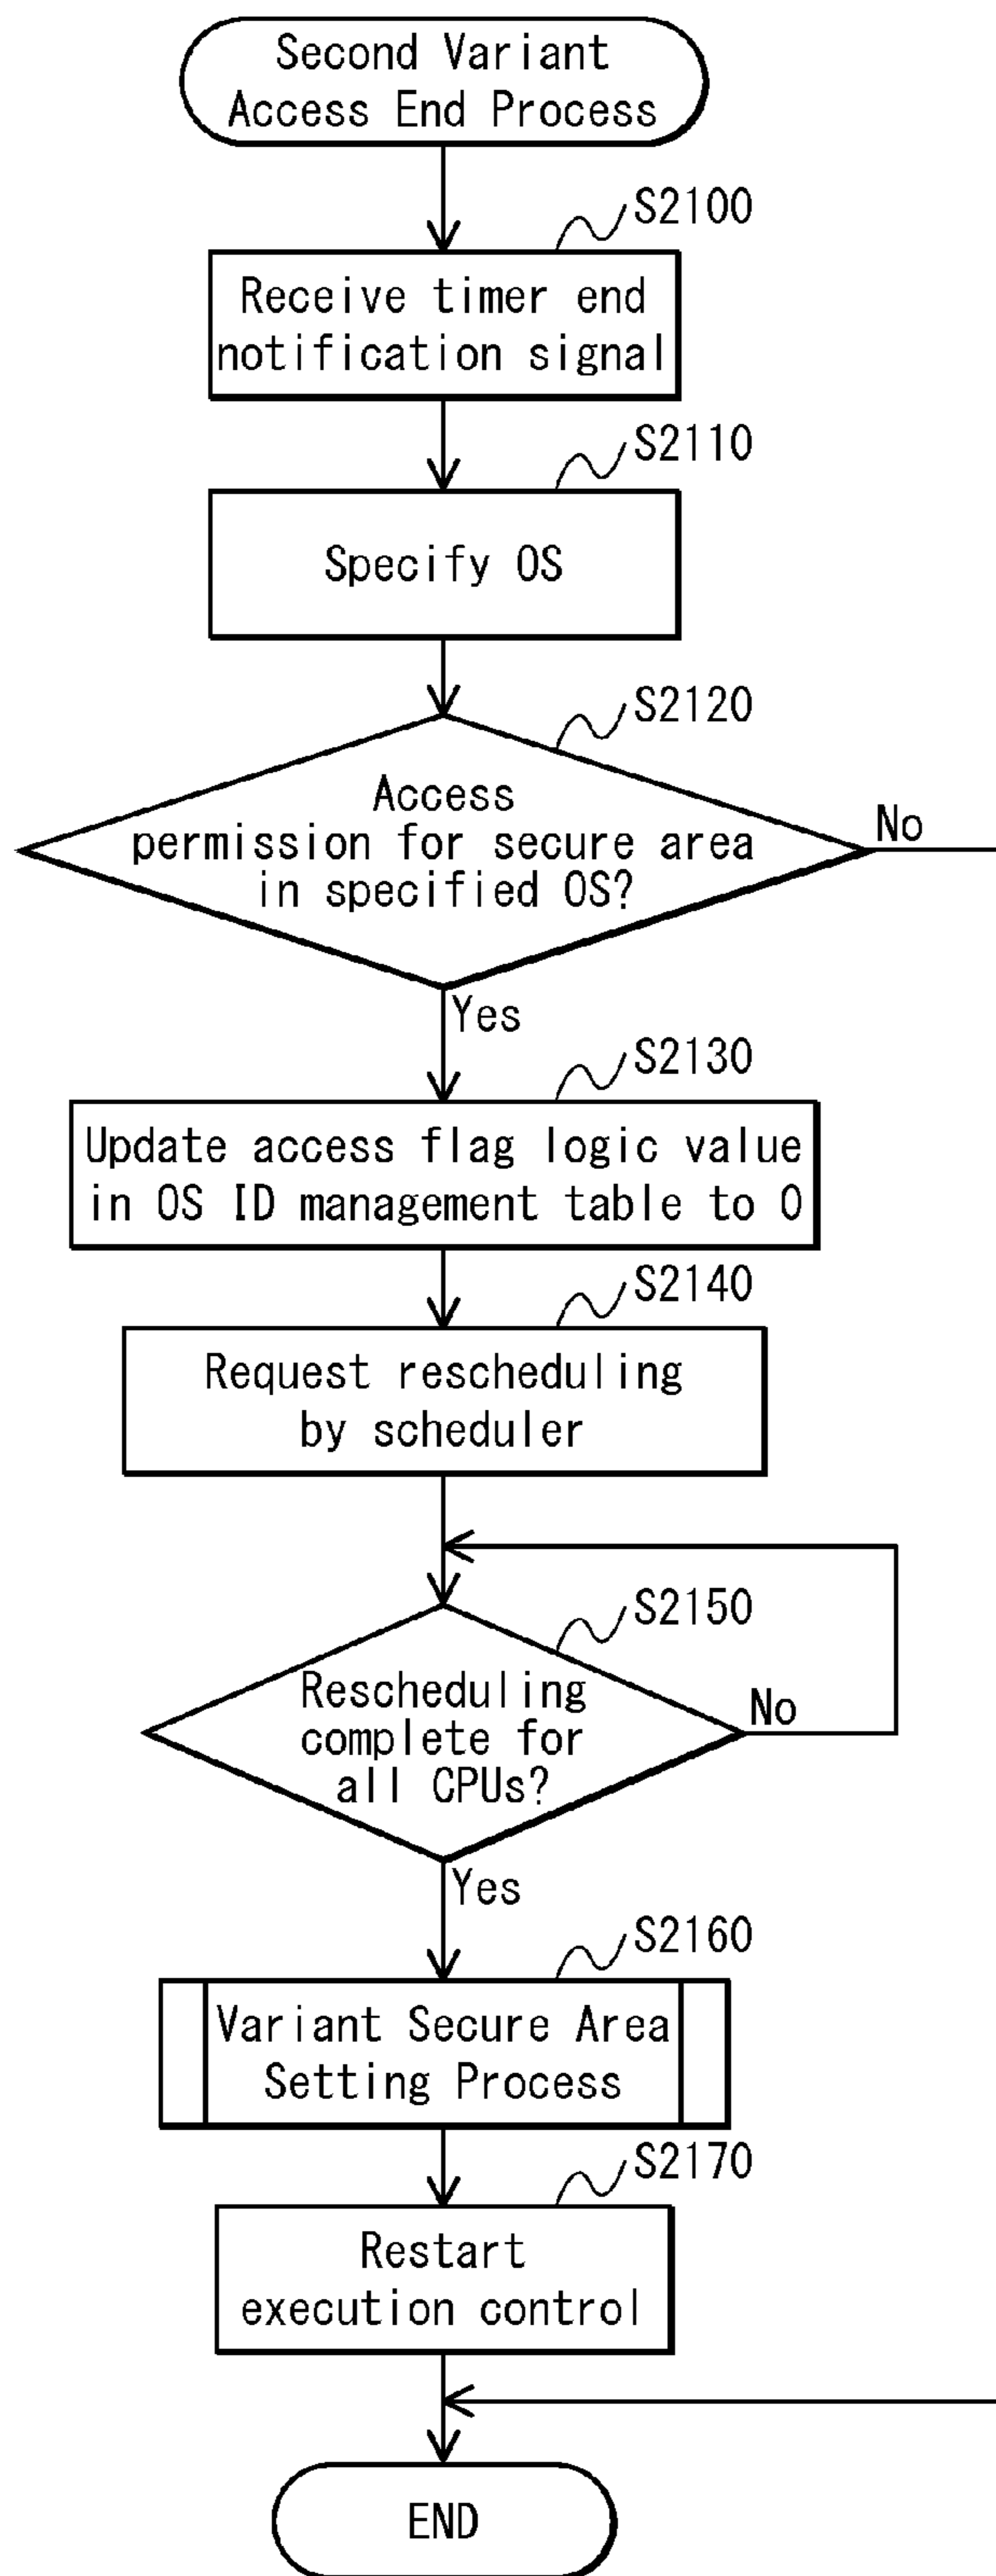 Second Variant
Access End Process
S2100
Receive timer end
notification signal
S2110
Specify OS
S2120
Access
permission for secure area
in specified OS?
No
Yes
S2130
Update access flag logic value
in OS ID management table to 0
S2140
Request rescheduling
by scheduler
S2150
Rescheduling
complete for
all CPUs?
No
Yes
S2160
Variant Secure Area
Setting Process
S2170
Restart
execution control
END